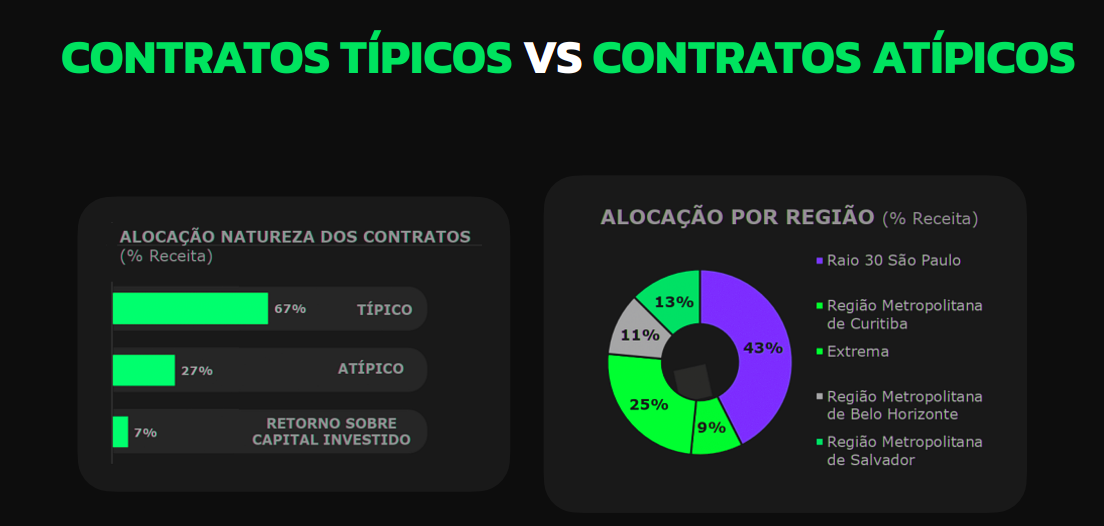 CONTRATOS TÍPICOS VS CONTRATOS ATÍPICOS
ALOCAÇÃO NATUREZA DOS CONTRATOS
(% Receita)
67%
TÍPICO
27%
ATÍPICO
7%
RETORNO SOBRE
CAPITAL INVESTIDO
ALOCAÇÃO POR REGIÃO (% Receita)
13%
11%
43%
25%
9%
Raio 30 São Paulo
Região Metropolitana
de Curitiba
Extrema
Região Metropolitana
de Belo Horizonte
Região Metropolitana
de Salvador